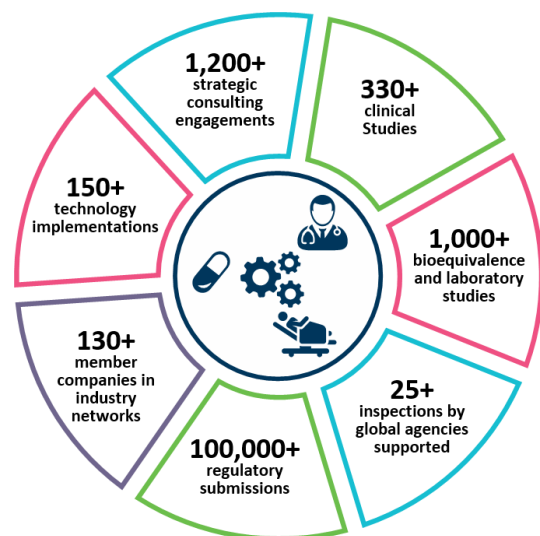 1,200+
strategic
consulting
engagements
330+
clinical
Studies
1,000+
bioequivalence
and laboratory
studies
25+
inspections by
global agencies
supported
100,000+
regulatory
submissions
130+
member
companies in
industry
networks
150+
technology
implementations